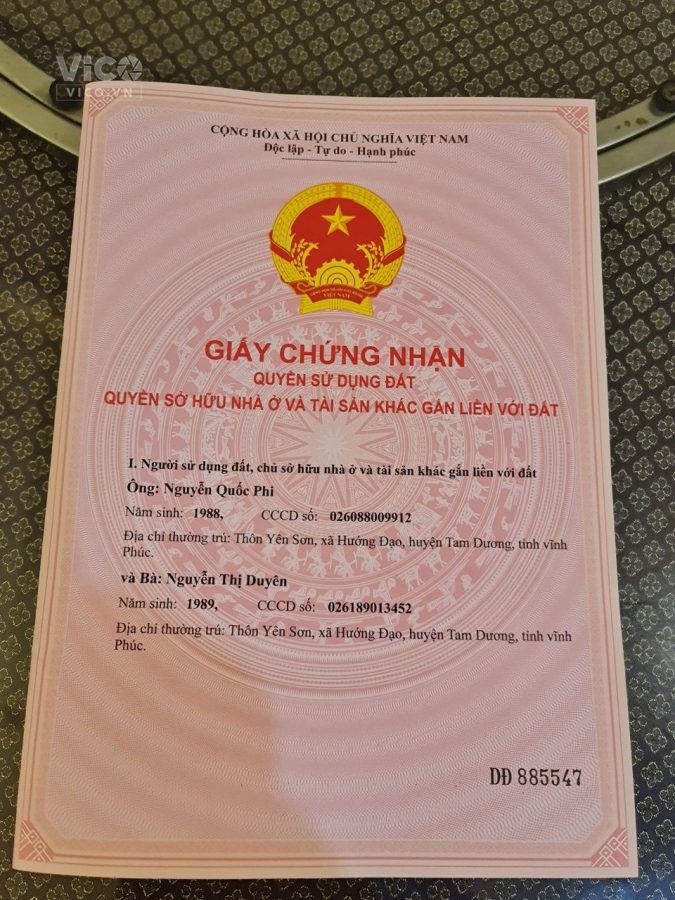 ViCO
VICO.VN
CỘNG HÒA XÃ HỘI CHỦ NGHĨA VIỆT NAM
Độc lập - Tự do - Hạnh phúc
VIỆT NAM
GIẤY CHỨNG NHẬN
QUYỀN SỬ DỤNG ĐẤT
QUYỀN SỞ HỮU NHÀ Ở VÀ TÀI SẢN KHÁC GẮN LIỀN VỚI ĐẤT
I. Người sử dụng đất, chủ sở hữu nhà ở và tài sản khác gắn liền với đất
Ông: Nguyễn Quốc Phi
Năm sinh: 1988, CCCD số: 026088009912
Địa chỉ thường trú: Thôn Yên Sơn, xã Hướng Đạo, huyện Tam Dương, tỉnh vĩnh
Phúc.
và Bà: Nguyễn Thị Duyên
Năm sinh: 1989, CCCD số: 026189013452
Địa chỉ thường trú: Thôn Yên Sơn, xã Hướng Đạo, huyện Tam Dương, tỉnh vĩnh
Phúc.
DĐ 885547